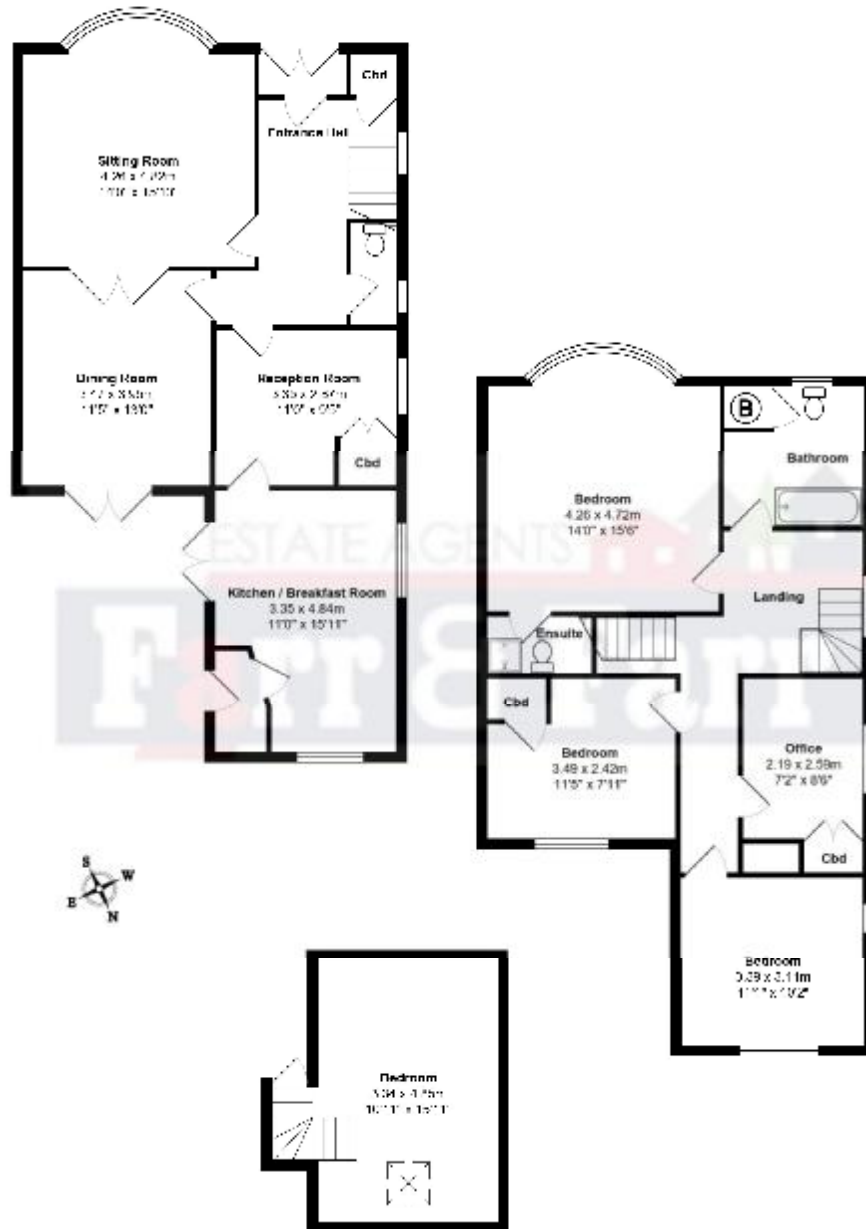 Cbd
Entrance Hall
Sitting Room
Dining Room
Reception Room
Cbd
Kitchen / Breakfast Room
3.35 x 4.84m
11'0" x 15'11"
Bedroom
4.26 x 4.72m
14'0" x 15'6"
B
Bathroom
Landing
Ensuite
Cbd
Bedroom
3.49 x 2.42m
11'5" x 7'11"
Office
2.19 x 2.59m
7'2" x 8'6"
Cbd
Bedroom
Bedroom
ESTATE AGENTS
Farr & Farr
S
W
E
N